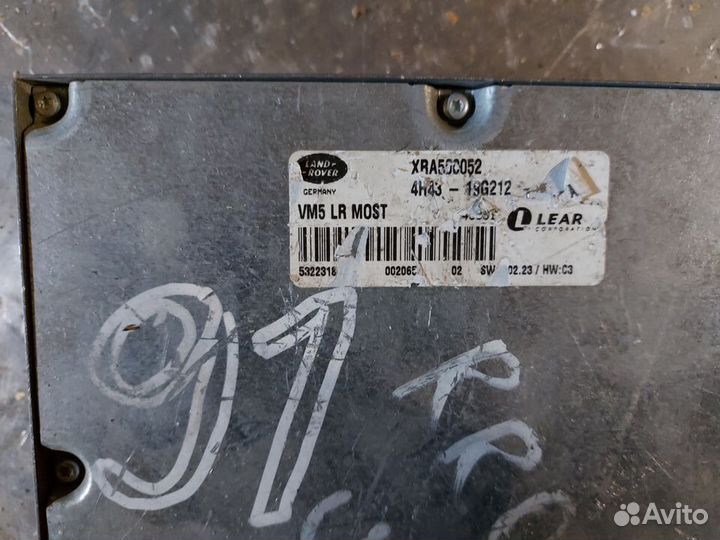 LAND-
-ROVER
GERMANY
XRA500052
4H43 - 19G212 - A
VM5 LR MOST
LEAR
CORPORATION
5322318 002065 02 SW 02.23 / HW:C3
91
RRO
Avito